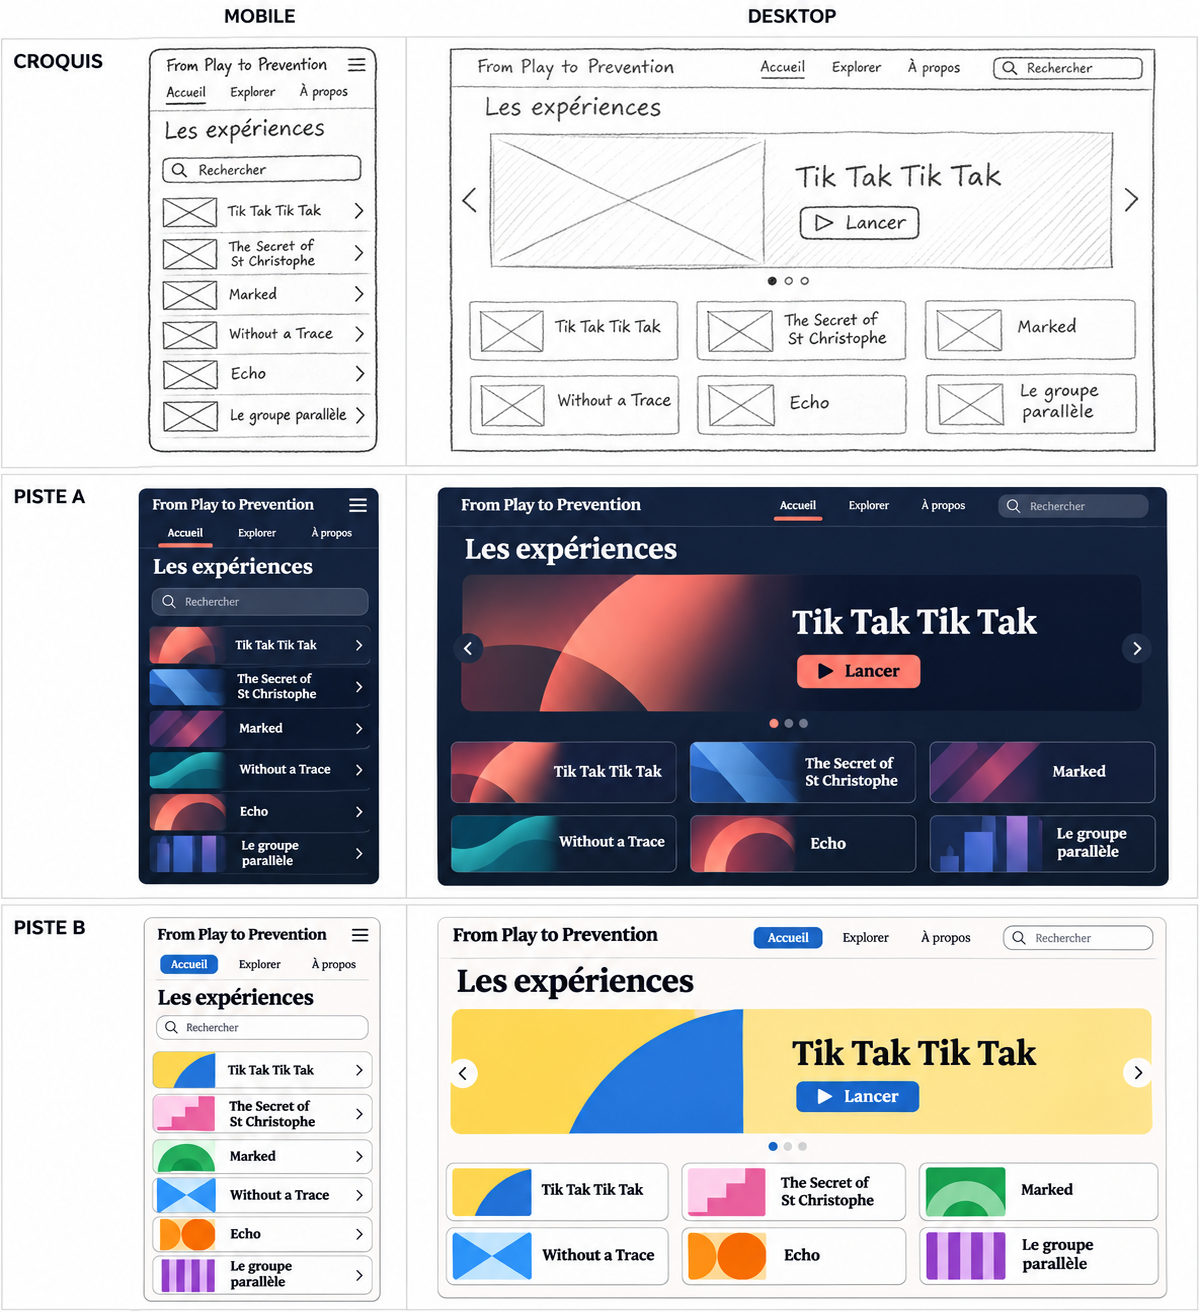 MOBILE
DESKTOP
CROQUIS
From Play to Prevention
Accueil Explorer À propos
Les expériences
Rechercher
Tik Tak Tik Tak
The Secret of
St Christophe
Marked
Without a Trace
Echo
Le groupe parallèle
From Play to Prevention Accueil Explorer À propos Rechercher
Les expériences
Tik Tak Tik Tak
Lancer
Tik Tak Tik Tak
The Secret of
St Christophe
Marked
Without a Trace
Echo
Le groupe
parallèle
PISTE A
From Play to Prevention
Accueil Explorer À propos
Les expériences
Rechercher
Tik Tak Tik Tak
The Secret of
St Christophe
Marked
Without a Trace
Echo
Le groupe
parallèle
From Play to Prevention Accueil Explorer À propos Rechercher
Les expériences
Tik Tak Tik Tak
Lancer
Tik Tak Tik Tak
The Secret of
St Christophe
Marked
Without a Trace
Echo
Le groupe
parallèle
PISTE B
From Play to Prevention
Accueil Explorer À propos
Les expériences
Rechercher
Tik Tak Tik Tak
The Secret of
St Christophe
Marked
Without a Trace
Echo
Le groupe
parallèle
From Play to Prevention Accueil Explorer À propos Rechercher
Les expériences
Tik Tak Tik Tak
Lancer
Tik Tak Tik Tak
The Secret of
St Christophe
Marked
Without a Trace
Echo
Le groupe
parallèle